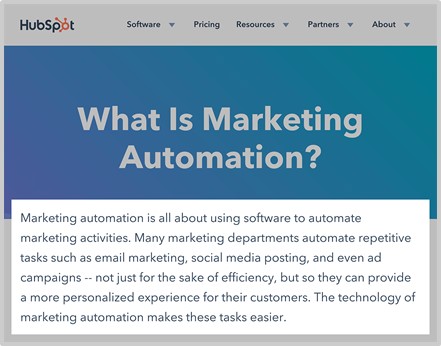 HubSpot Software Pricing Resources Partners About
What Is Marketing
Automation?
Marketing automation is all about using software to automate
marketing activities. Many marketing departments automate repetitive
tasks such as email marketing, social media posting, and even ad
campaigns -- not just for the sake of efficiency, but so they can provide
a more personalized experience for their customers. The technology of
marketing automation makes these tasks easier.